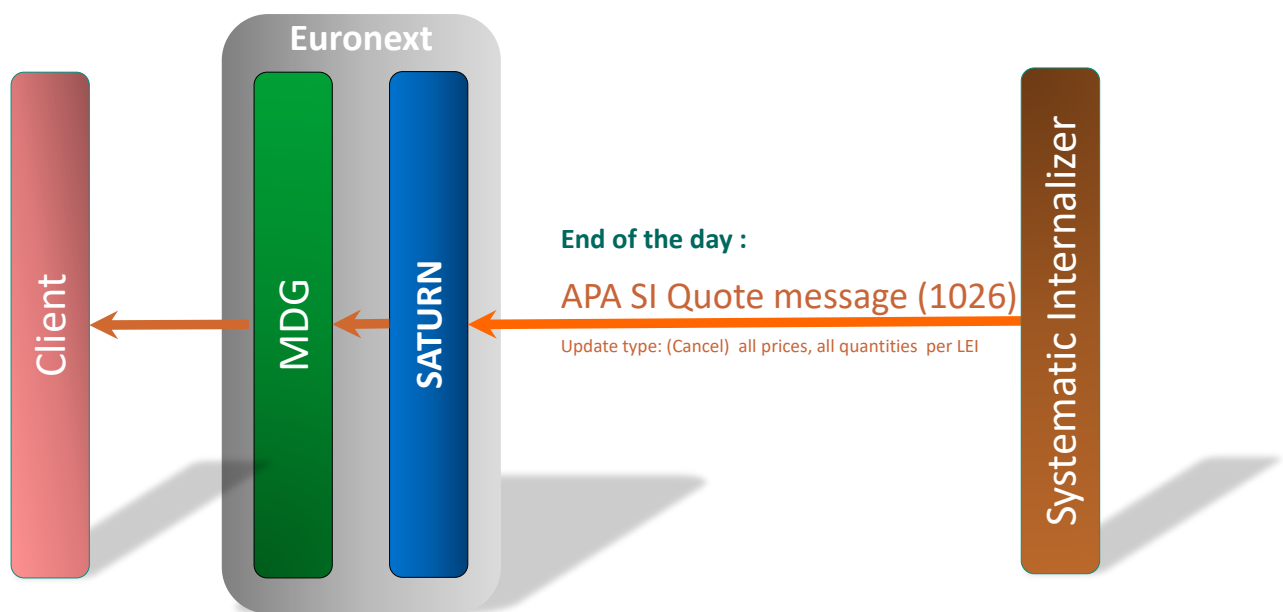 Euronext
Client
MDG
SATURN
End of the day :
APA SI Quote message (1026)
Update type: (Cancel) all prices, all quantities per LEI
Systematic Internalizer